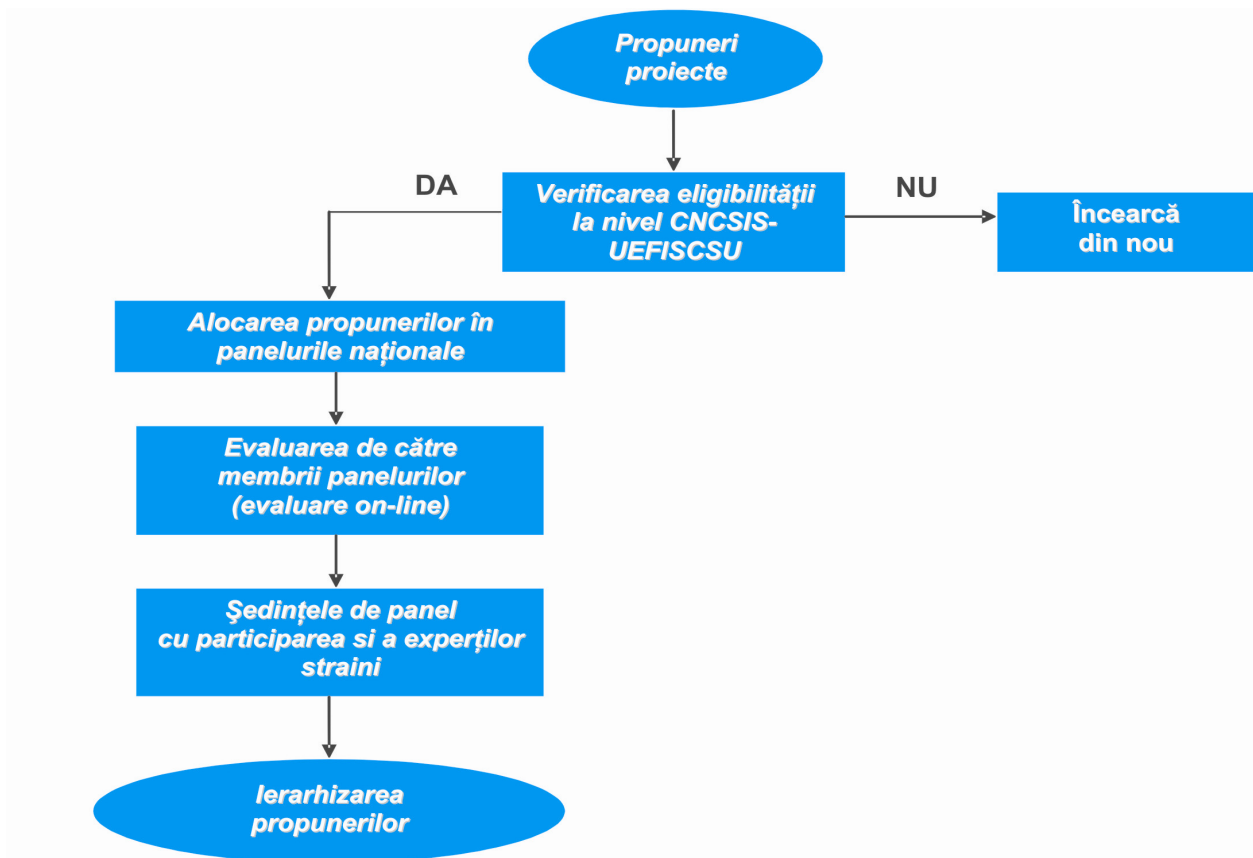 Propuneri
proiecte
DA
Verificarea eligibilității
la nivel CNCSIS-
UEFISCSU
NU
Încearcă
din nou
Alocarea propunerilor în
panelurile naționale
Evaluarea de către
membrii panelurilor
(evaluare on-line)
Şedințele de panel
cu participarea si a experților
straini
Ierarhizarea
propunerilor